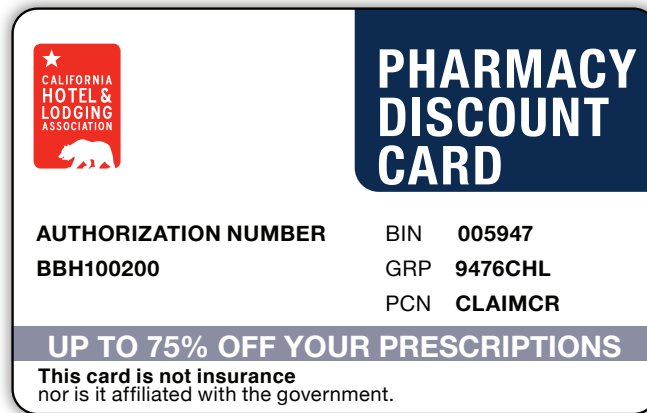 CALIFORNIA
HOTEL &
LODGING
ASSOCIATION
PHARMACY
DISCOUNT
CARD
AUTHORIZATION NUMBER
BBH100200
BIN 005947
GRP 9476CHL
PCN CLAIMCR
UP TO 75% OFF YOUR PRESCRIPTIONS
This card is not insurance
nor is it affiliated with the government.